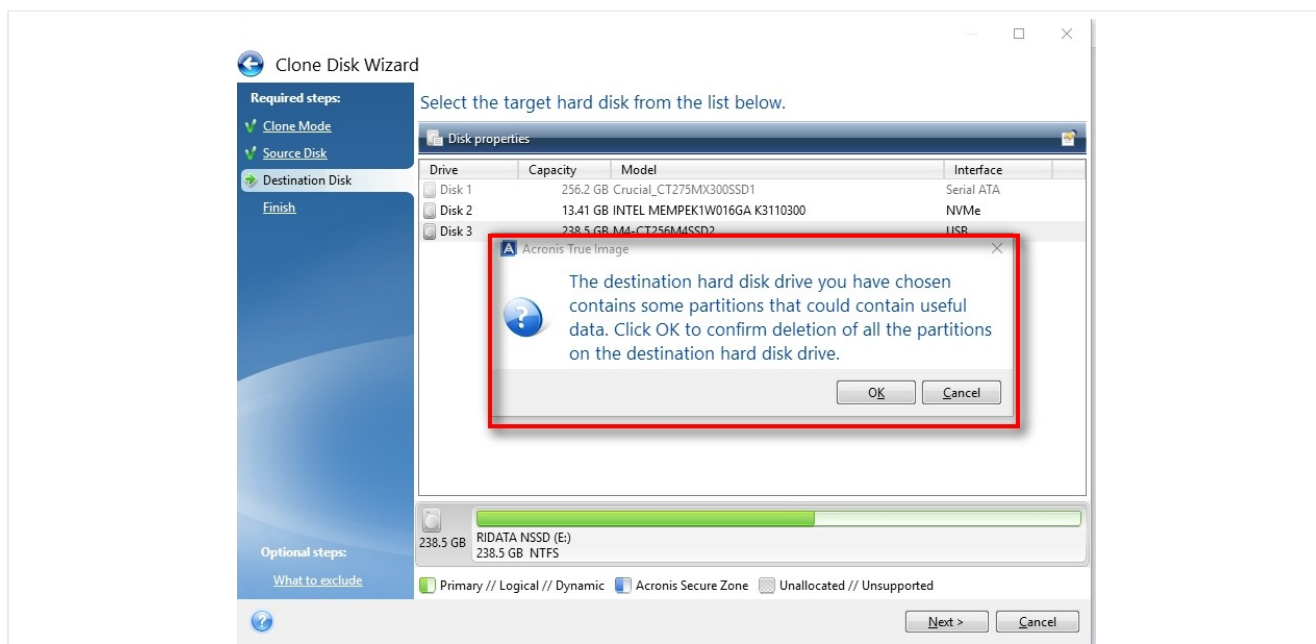 Clone Disk Wizard
Required steps:
Clone Mode
Source Disk
Destination Disk
Finish
Optional steps:
What to exclude
Select the target hard disk from the list below.
Disk properties
Drive Capacity Model Interface
Disk 1 256.2 GB Crucial_CT275MX300SSD1 Serial ATA
Disk 2 13.41 GB INTEL MEMPEK1W016GA K3110300 NVMe
Disk 3 238.5 GB M4-CT256M4SSD2 USB
Acronis True Image
The destination hard disk drive you have chosen
contains some partitions that could contain useful
data. Click OK to confirm deletion of all the partitions
on the destination hard disk drive.
OK Cancel
238.5 GB RIDATA NSSD (E:)
238.5 GB NTFS
Primary // Logical // Dynamic Acronis Secure Zone Unallocated // Unsupported
Next > Cancel